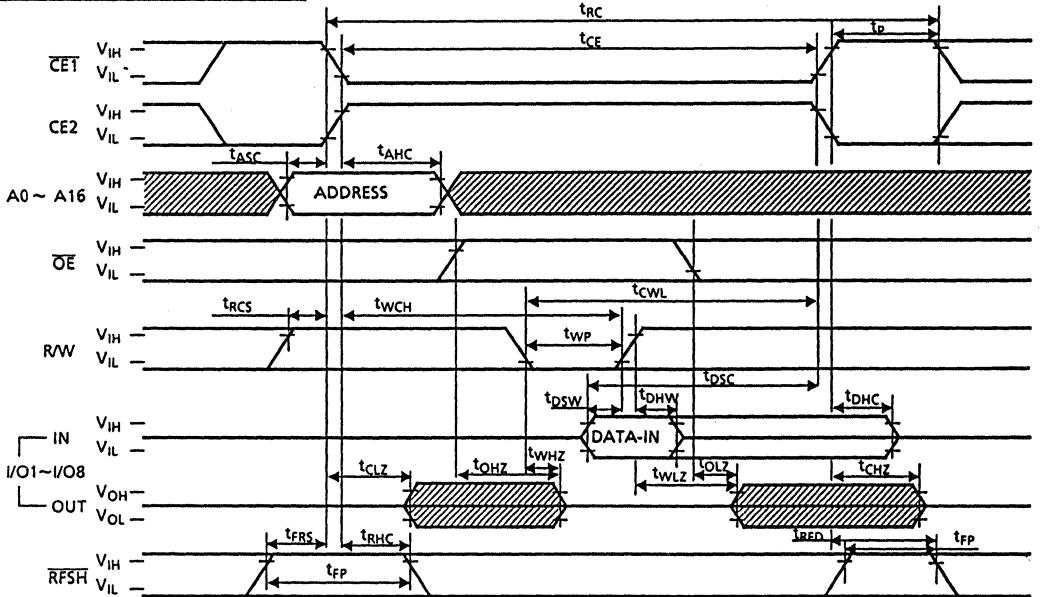 tRC
tP
tCE
CE1
VIH
VIL
CE2
VIH
VIL
tASC
tAHC
A0 ~ A16
VIH
VIL
ADDRESS
OE
VIH
VIL
tCWL
tRCS
tWCH
tWP
R/W
VIH
VIL
tDSC
tDSW
tDHW
tDHC
IN
VIH
VIL
DATA-IN
I/O1~I/O8
tCLZ
tOHZ
tWHZ
tWLZ
tOLZ
tCHZ
OUT
VOH
VOL
tFRS
tRHC
tRFD
tFP
RFSH
VIH
VIL
tFP